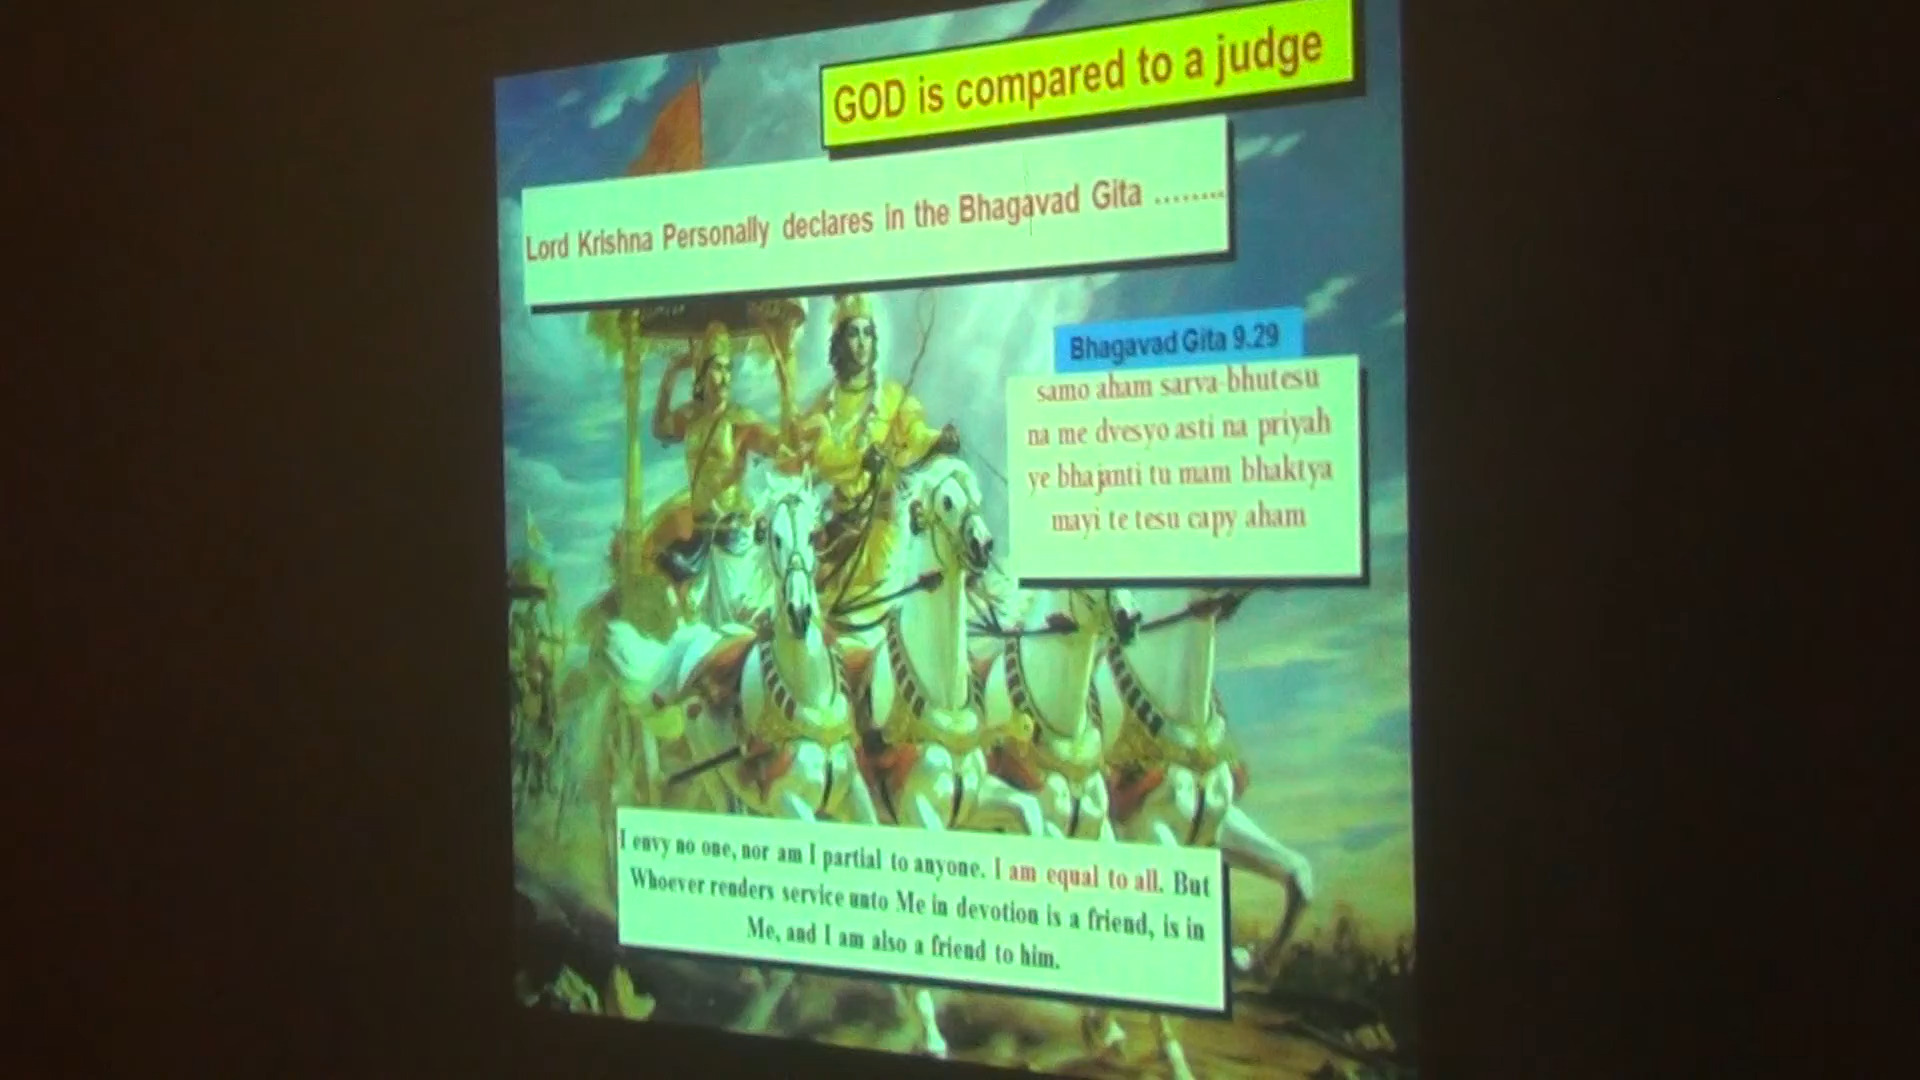 GOD is compared to a judge
Lord Krishna Personally declares in the Bhagavad Gita ........
Bhagavad Gita 9.29
samo aham sarva-bhutesu
na me dvesyo asti na priyah
ye bhajanti tu mam bhaktya
mayi te tesu capy aham
I envy no one, nor am I partial to anyone. I am equal to all. But
Whoever renders service unto Me in devotion is a friend, is in
Me, and I am also a friend to him.